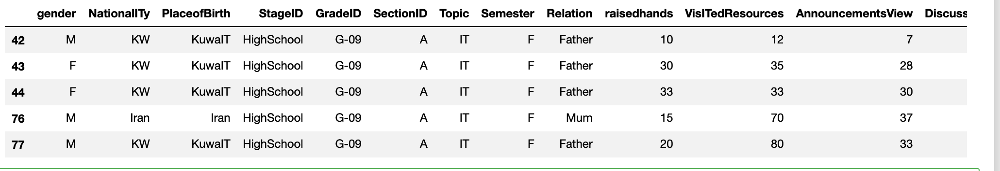 gender NationalITy PlaceofBirth StageID GradeID SectionID Topic Semester Relation raisedhands VisITedResources AnnouncementsView Discuss
42 M KW KuwaIT HighSchool G-09 A IT F Father 10 12 7
43 F KW KuwaIT HighSchool G-09 A IT F Father 30 35 28
44 F KW KuwaIT HighSchool G-09 A IT F Father 33 33 30
76 M Iran Iran HighSchool G-09 A IT F Mum 15 70 37
77 M KW KuwaIT HighSchool G-09 A IT F Father 20 80 33